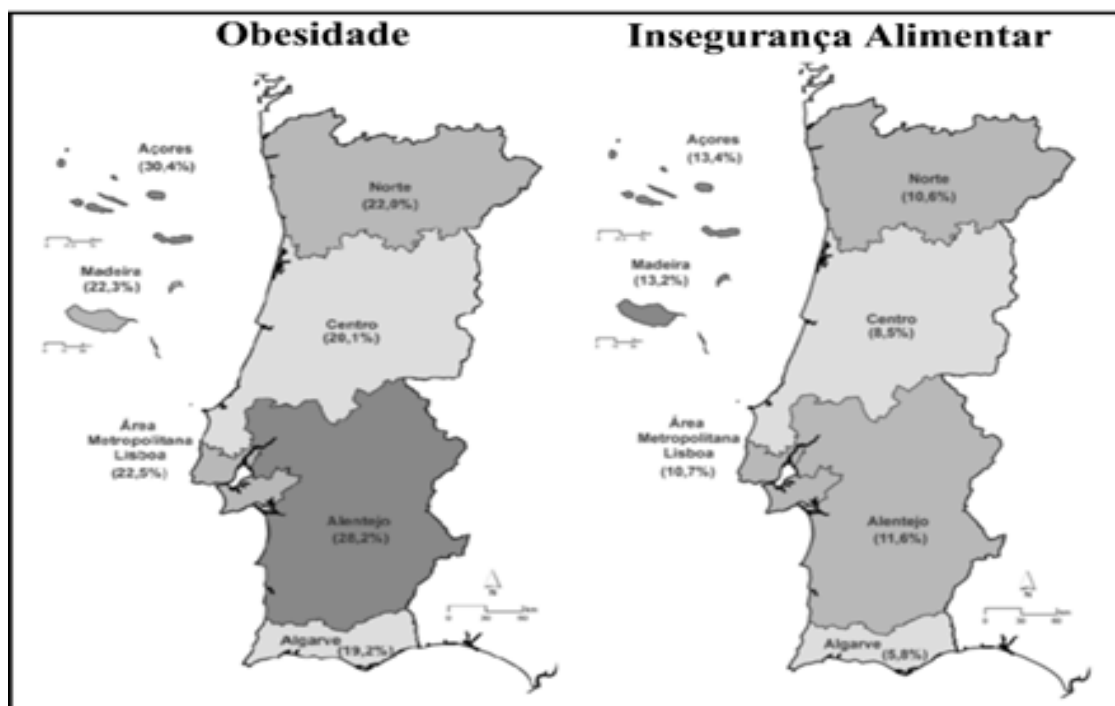 Obesidade
Açores
(30,4%)
Norte
(22,0%)
Madeira
(22,3%)
Centro
(20,1%)
Área
Metropolitana
Lisboa
(22,5%)
Alentejo
(28,2%)
N
Algarve
(19,2%)
Insegurança Alimentar
Açores
(13,4%)
Norte
(10,6%)
Madeira
(13,2%)
Centro
(8,5%)
Área
Metropolitana
Lisboa
(10,7%)
Alentejo
(11,6%)
N
Algarve
(5,8%)